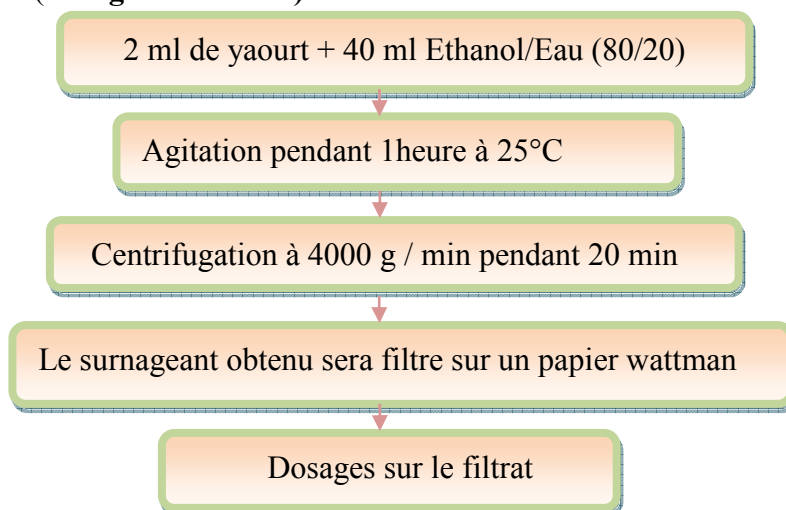 2 ml de yaourt + 40 ml Ethanol/Eau (80/20)
Agitation pendant 1heure à 25°C
Centrifugation à 4000 g / min pendant 20 min
Le surnageant obtenu sera filtre sur un papier wattman
Dosages sur le filtrat